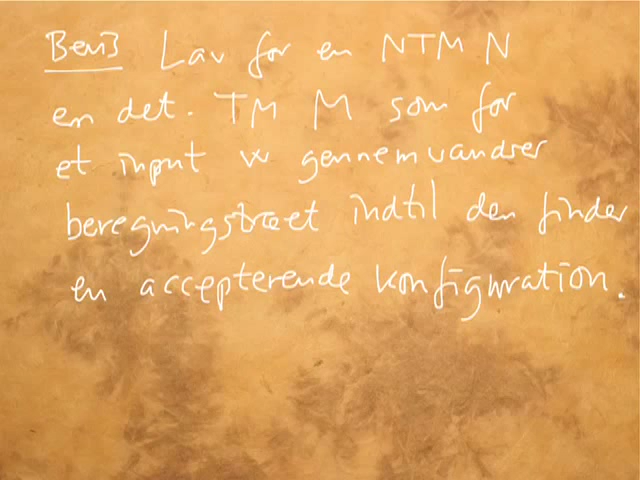 Bevis Lav for en NTM N
en det. TM M som for
et input w gennemvandrer
beregningstræet indtil den finder
en accepterende konfiguration.